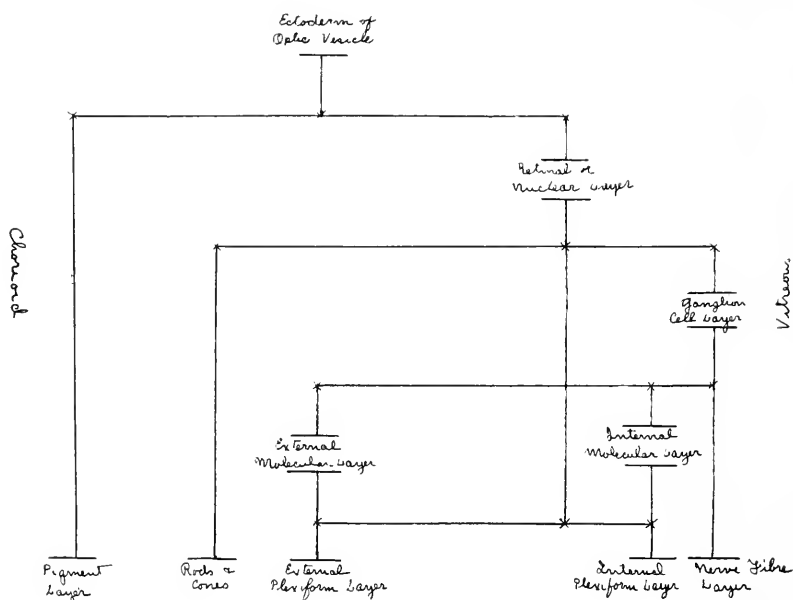 Ectoderm of
Optic Vesicle
Retinal or
Nuclear Layer
Choroid
Vitreous
Ganglion
Cell Layer
External
Molecular Layer
Internal
Molecular Layer
Pigment
Layer
Rods &
Cones
External
Plexiform Layer
Internal
Plexiform Layer
Nerve Fibre
Layer